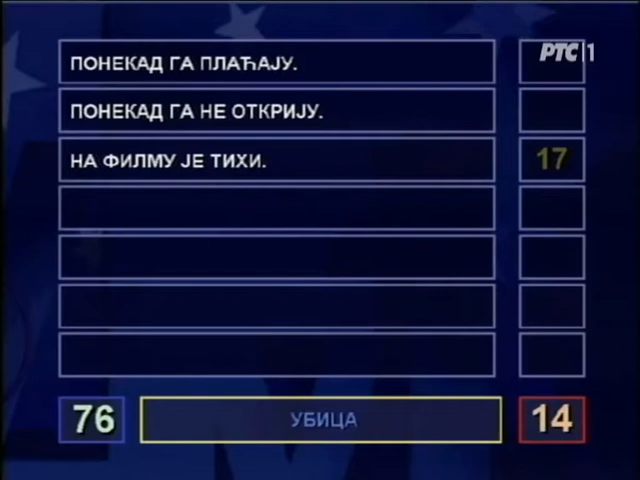 РТС 1
ПОНЕКАД ГА ПЛАЋАЈУ.
ПОНЕКАД ГА НЕ ОТКРИЈУ.
НА ФИЛМУ ЈЕ ТИХИ. 17
76 УБИЦА 14